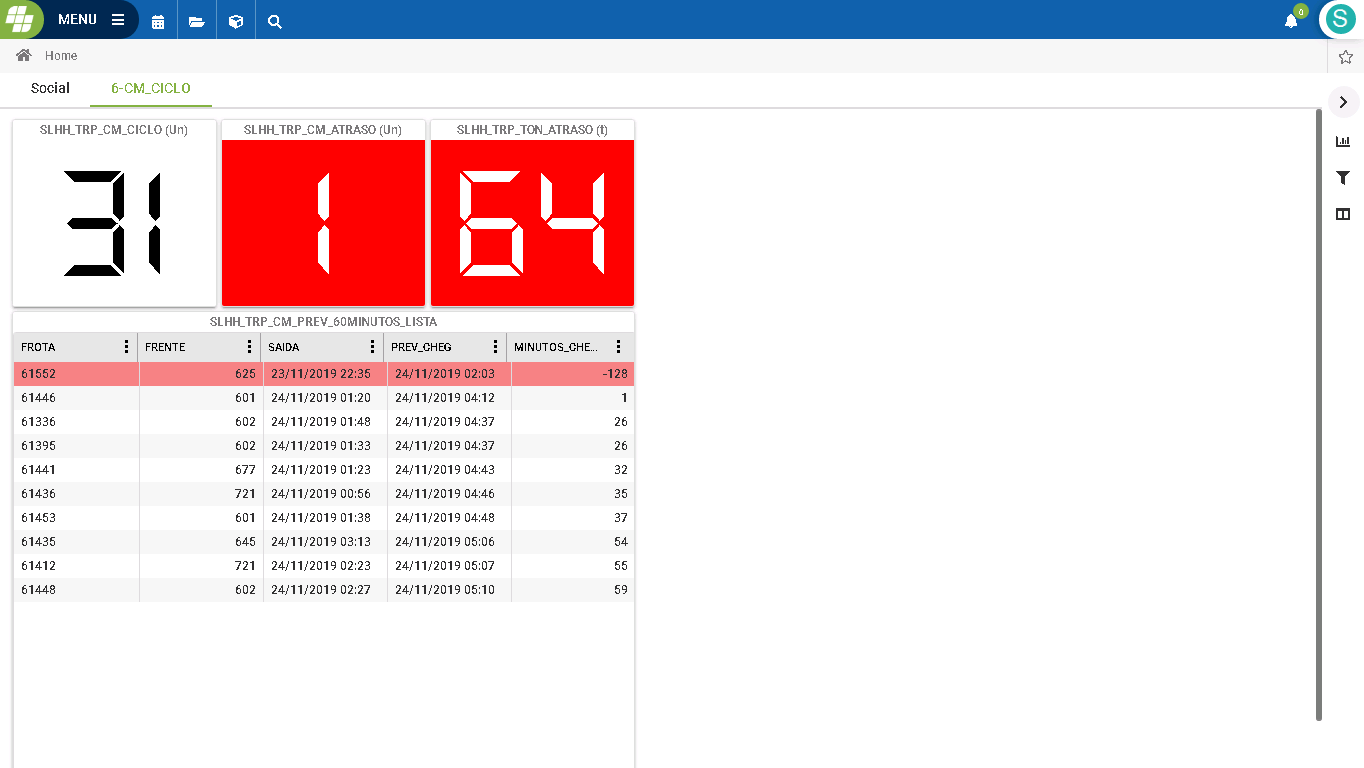 MENU
0
S
Home
Social 6-CM_CICLO
SLHH_TRP_CM_CICLO (Un) SLHH_TRP_CM_ATRASO (Un) SLHH_TRP_TON_ATRASO (t)
31 1 64
SLHH_TRP_CM_PREV_60MINUTOS_LISTA
FROTA FRENTE SAIDA PREV_CHEG MINUTOS_CHE...
61552 625 23/11/2019 22:35 24/11/2019 02:03 -128
61446 601 24/11/2019 01:20 24/11/2019 04:12 1
61336 602 24/11/2019 01:48 24/11/2019 04:37 26
61395 602 24/11/2019 01:33 24/11/2019 04:37 26
61441 677 24/11/2019 01:23 24/11/2019 04:43 32
61436 721 24/11/2019 00:56 24/11/2019 04:46 35
61453 601 24/11/2019 01:38 24/11/2019 04:48 37
61435 645 24/11/2019 03:13 24/11/2019 05:06 54
61412 721 24/11/2019 02:23 24/11/2019 05:07 55
61448 602 24/11/2019 02:27 24/11/2019 05:10 59